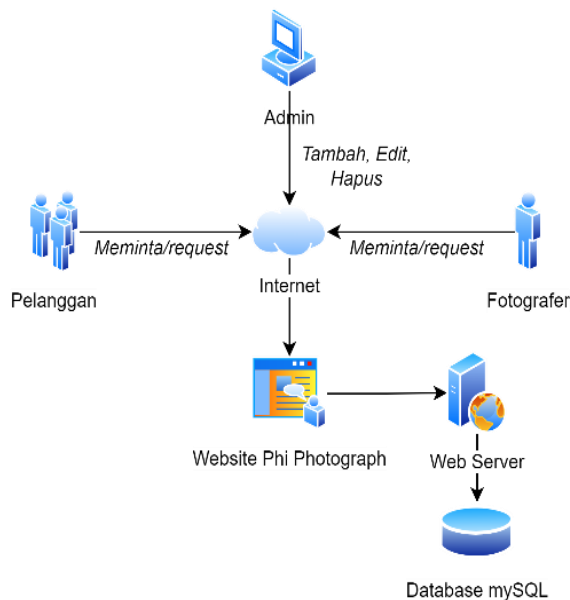 Admin
Tambah, Edit,
Hapus
Meminta/request
Meminta/request
Pelanggan
Internet
Fotografer
Website Phi Photograph
Web Server
Database mySQL